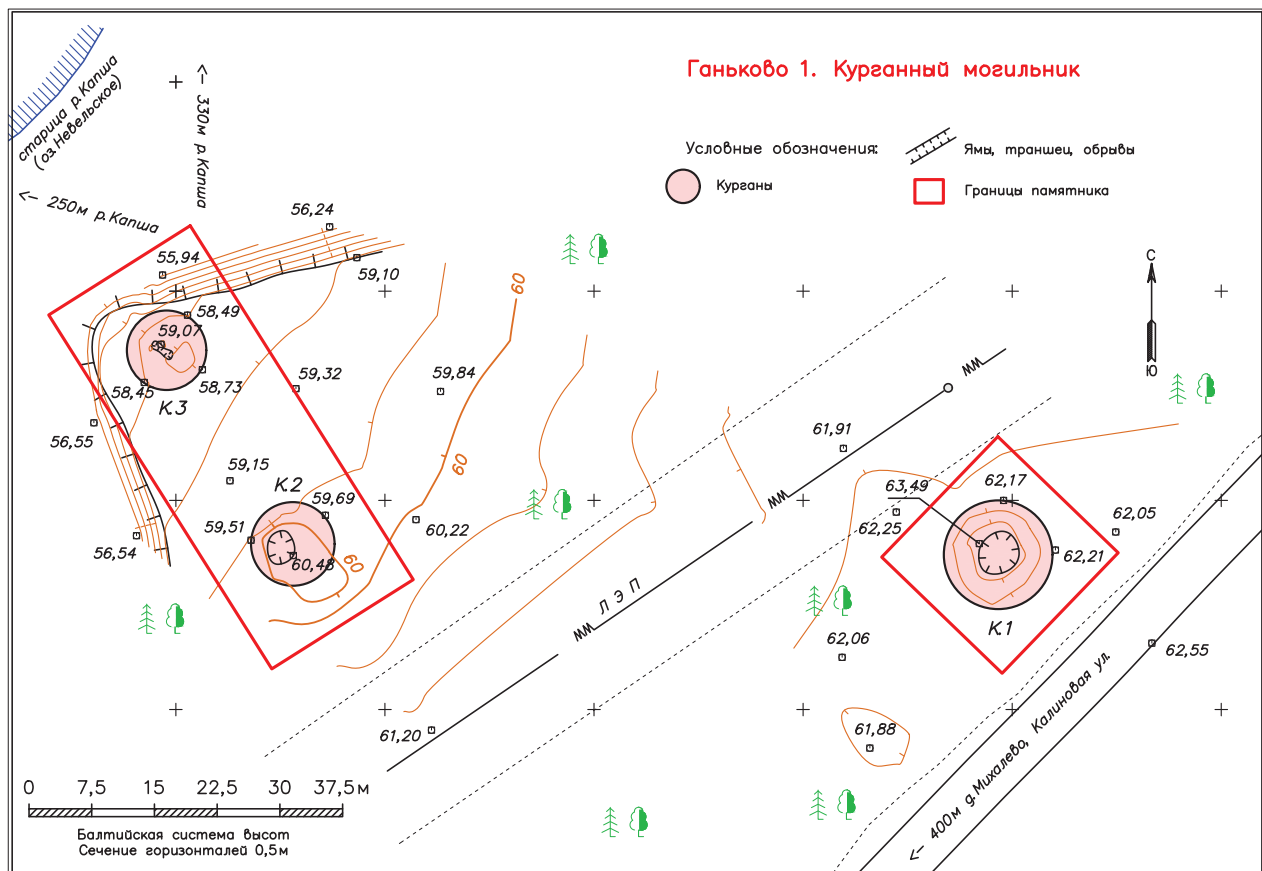 Ганьково 1. Курганный могильник
Условные обозначения:
Курганы
Ямы, траншец, обрывы
Границы памятника
старица р. Капша
(оз. Невельское)
← 330м р. Капша
← 250м р. Капша
С
Ю
56,24
55,94
59,10
58,49
59,07
58,73
58,45
К.3
59,32
59,84
60
56,55
59,15
60
К.2
59,69
59,51
60,48
60
60,22
56,54
61,91
63,49
62,17
62,25
62,05
62,21
К.1
ЛЭП
62,06
62,55
61,20
61,88
← 400м д. Михалево, Калиновая ул.
0 7,5 15 22,5 30 37,5м
Балтийская система высот
Сечение горизонталей 0,5м